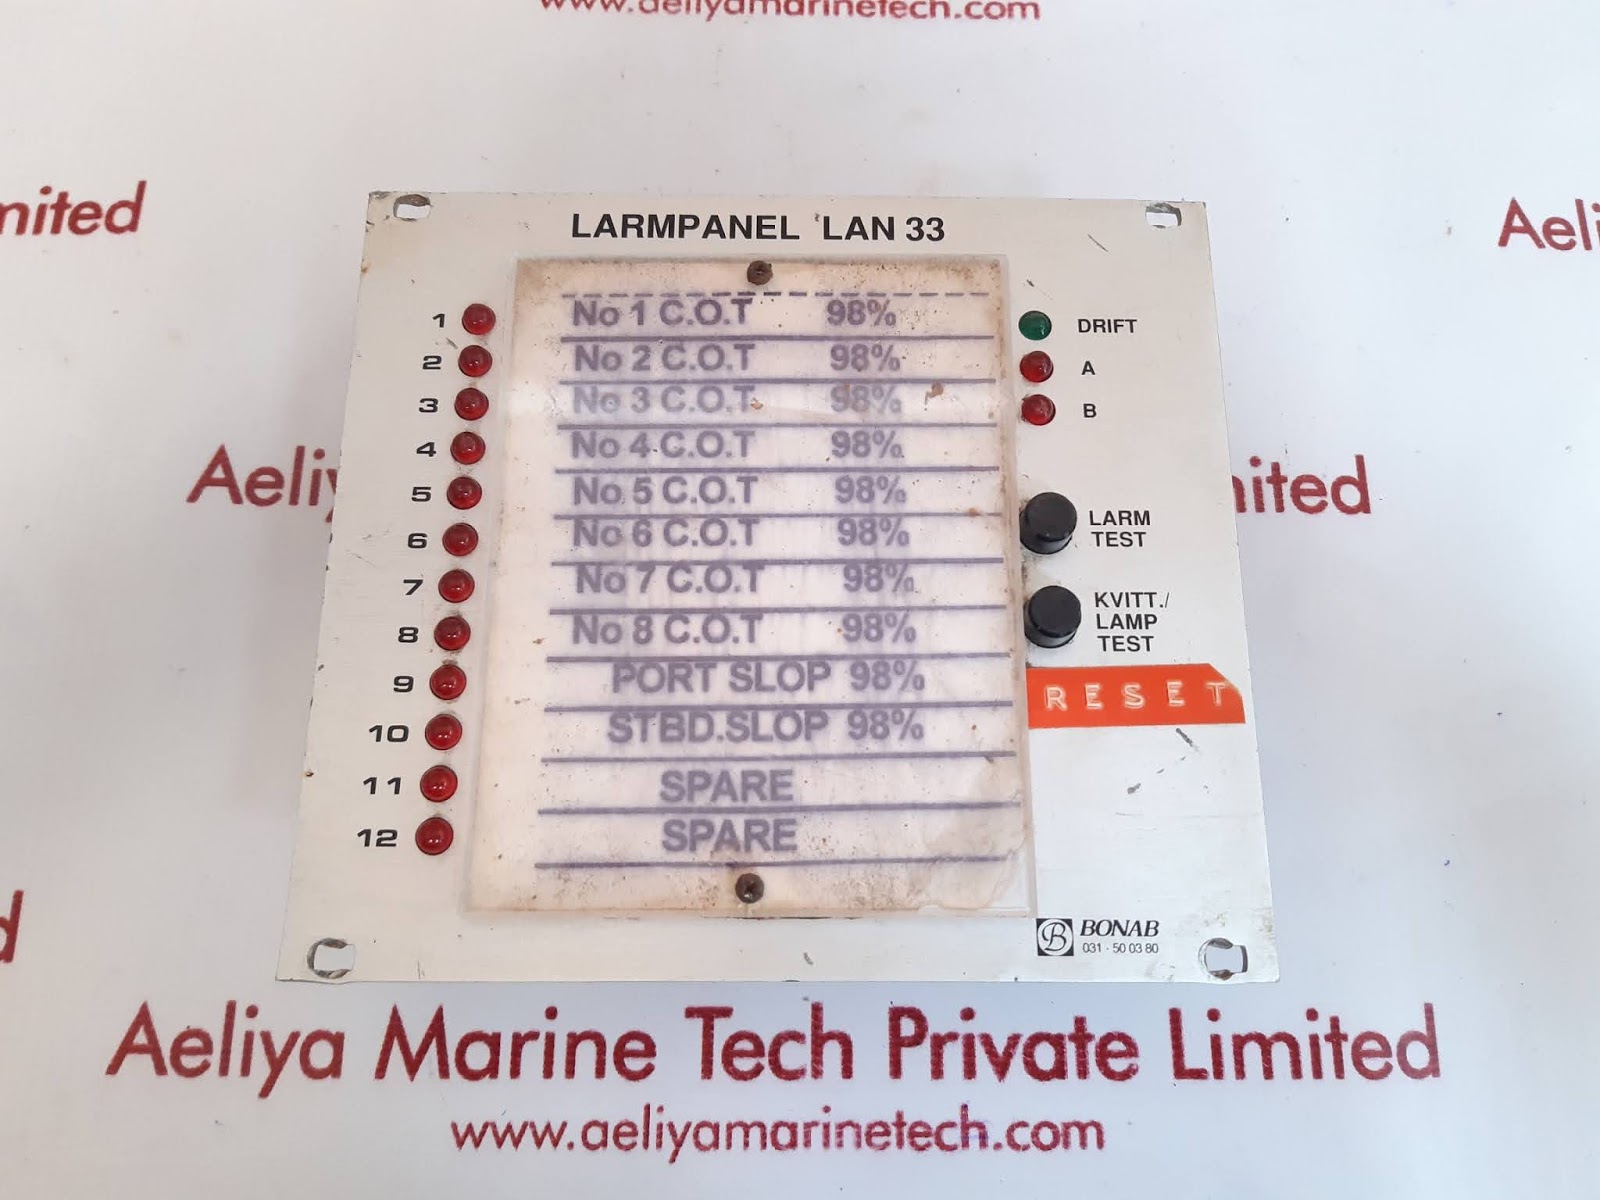 www.aeliyamarinetech.com
mited
Aeli
LARMPANEL LAN 33
1 No 1 C.O.T 98%
2 No 2 C.O.T 98%
3 No 3 C.O.T 98%
4 No 4 C.O.T 98%
5 No 5 C.O.T 98%
6 No 6 C.O.T 98%
7 No 7 C.O.T 98%
8 No 8 C.O.T 98%
9 PORT SLOP 98%
10 STBD.SLOP 98%
11 SPARE
12 SPARE
DRIFT
A
B
LARM
TEST
KVITT./
LAMP
TEST
RESET
B BONAB
031 - 50 03 80
Aeliy
ited
d
Aeliya Marine Tech Private Limited
www.aeliyamarinetech.com